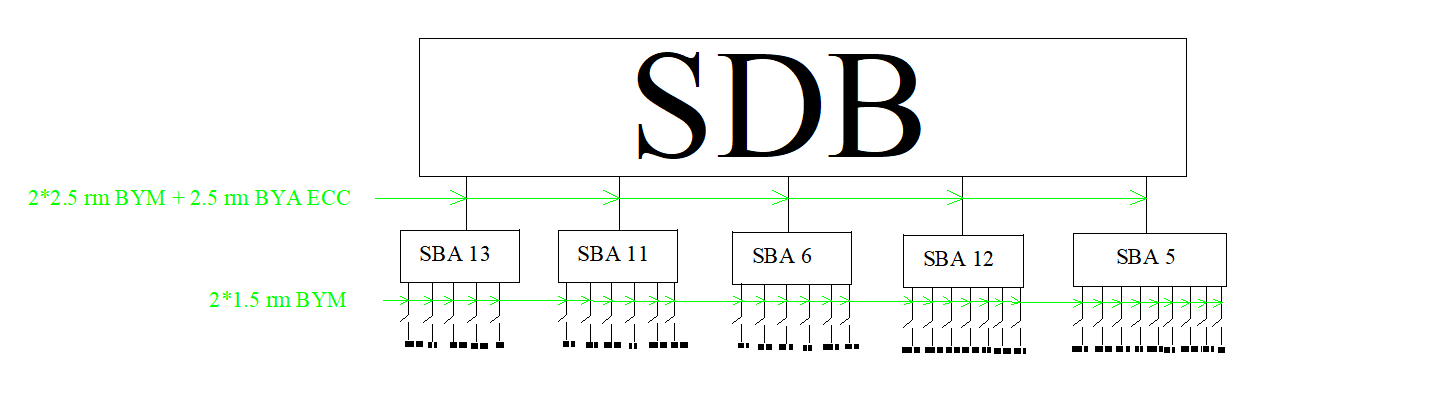 SDB
2*2.5 rm BYM + 2.5 rm BYA ECC
SBA 13
SBA 11
SBA 6
SBA 12
SBA 5
2*1.5 rm BYM